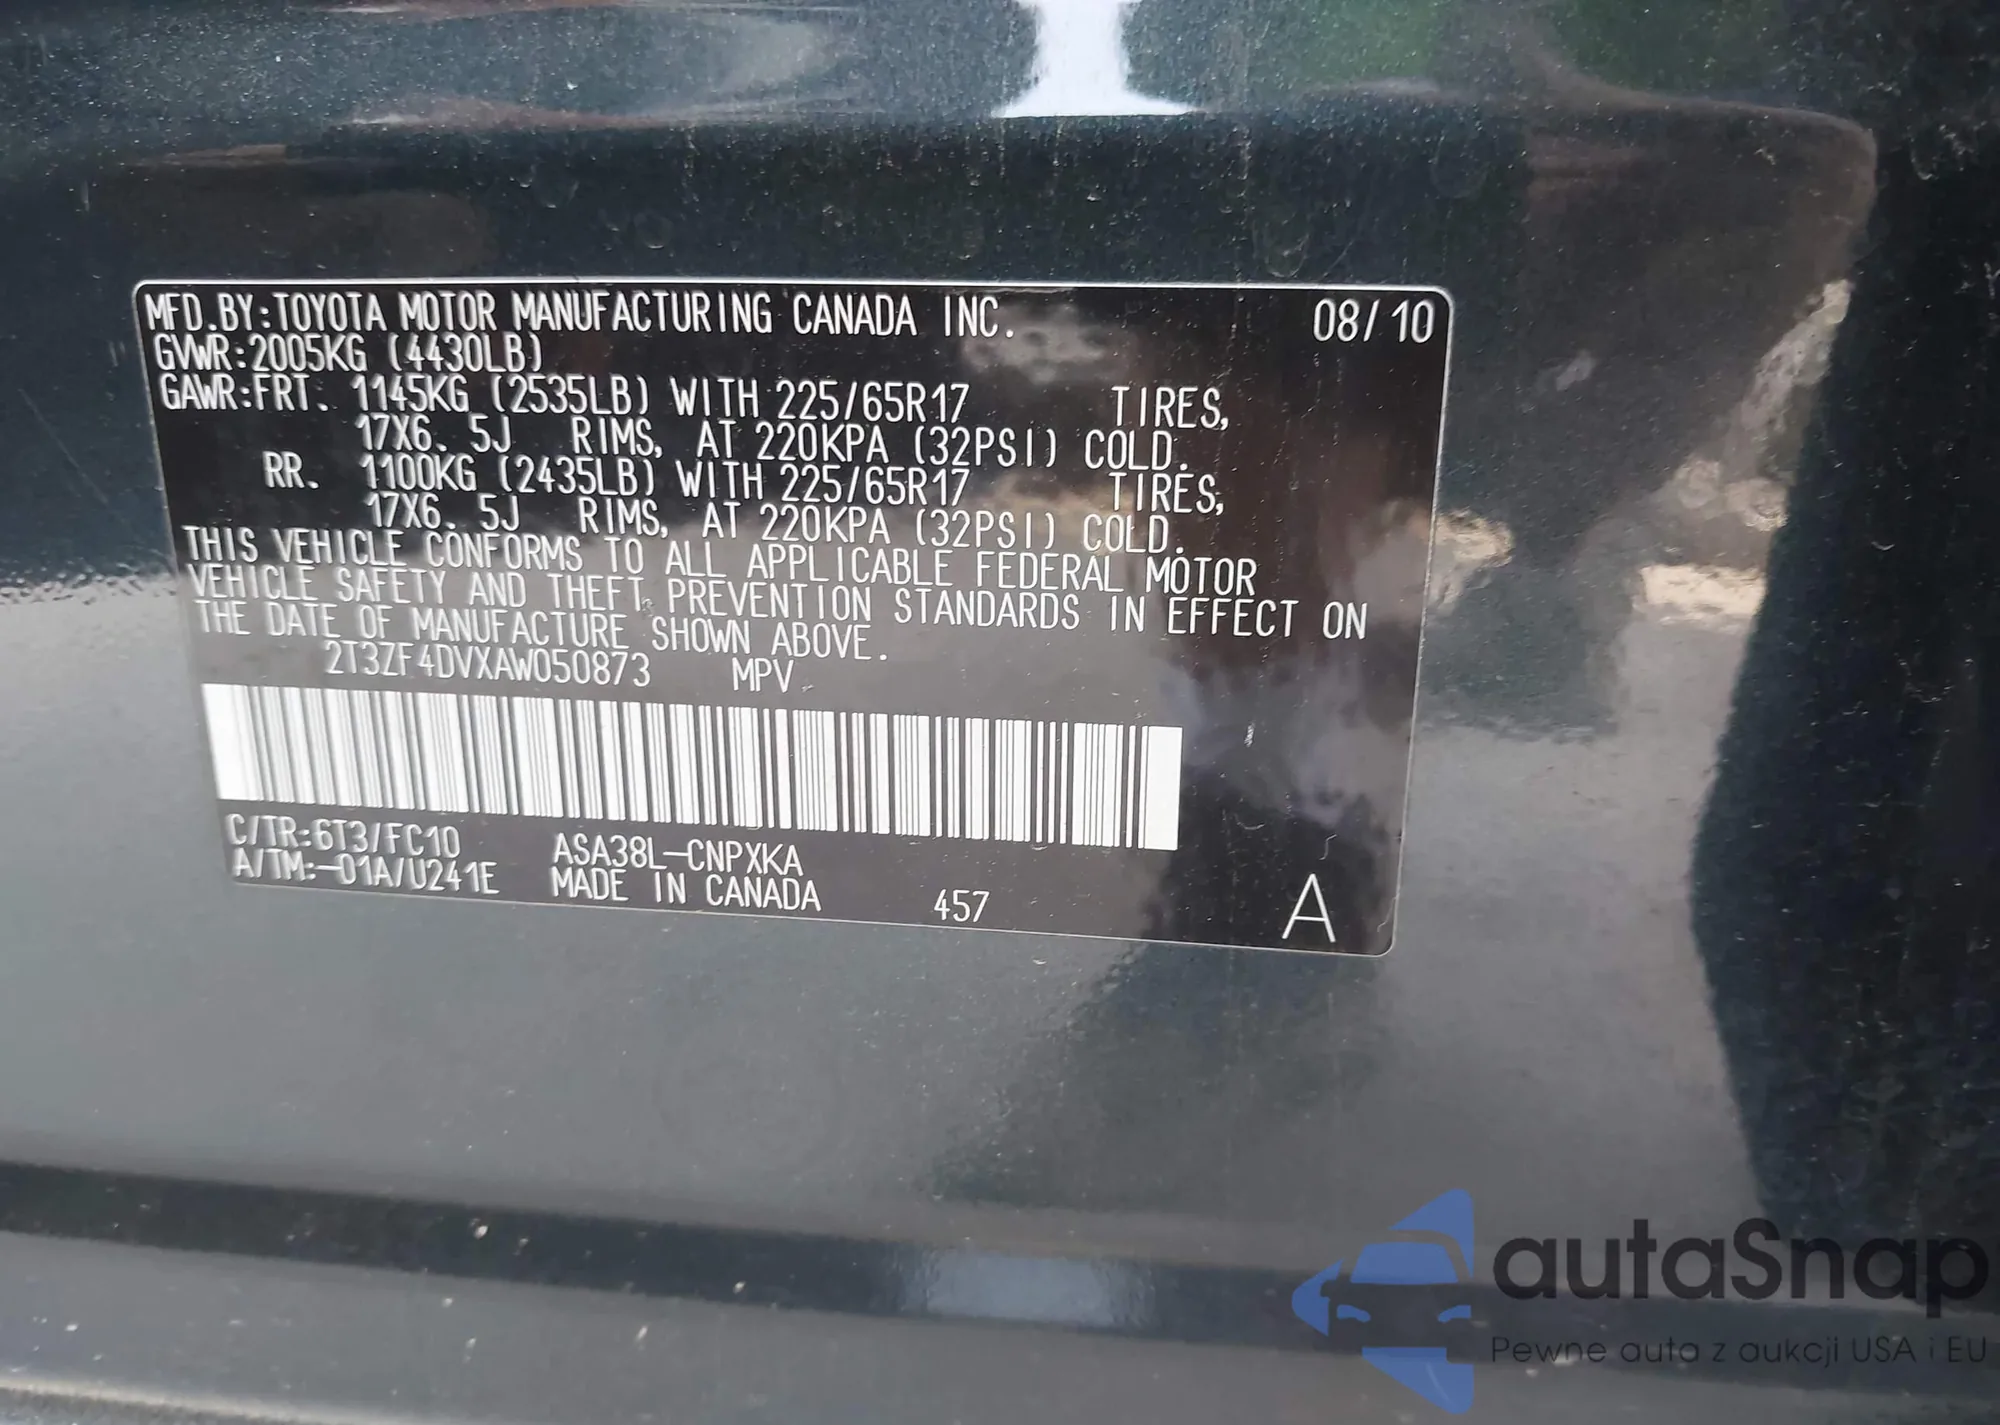 MFD.BY:TOYOTA MOTOR MANUFACTURING CANADA INC. 08/10
GVWR:2005KG (4430LB)
GAWR:FRT. 1145KG (2535LB) WITH 225/65R17 TIRES,
17X6. 5J RIMS, AT 220KPA (32PSI) COLD.
RR. 1100KG (2435LB) WITH 225/65R17 TIRES,
17X6. 5J RIMS, AT 220KPA (32PSI) COLD.
THIS VEHICLE CONFORMS TO ALL APPLICABLE FEDERAL MOTOR
VEHICLE SAFETY AND THEFT PREVENTION STANDARDS IN EFFECT ON
THE DATE OF MANUFACTURE SHOWN ABOVE.
2T3ZF4DVXAW050873 MPV
C/TR:6T3/FC10 ASA38L-CNPXKA
A/TM:-01A/U241E MADE IN CANADA 457 A
autaSnap
Pewne auta z aukcji USA i EU